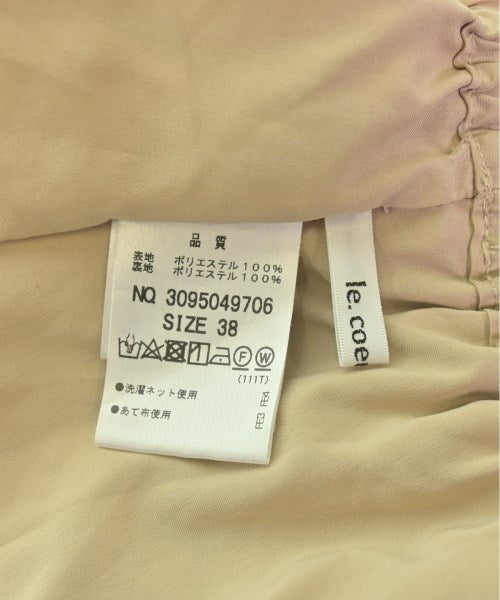 品質
表地 ポリエステル100%
裏地 ポリエステル100%
NO. 3095049706
SIZE 38
F W
(111T)
●洗濯ネット使用
●あて布使用
le.coe